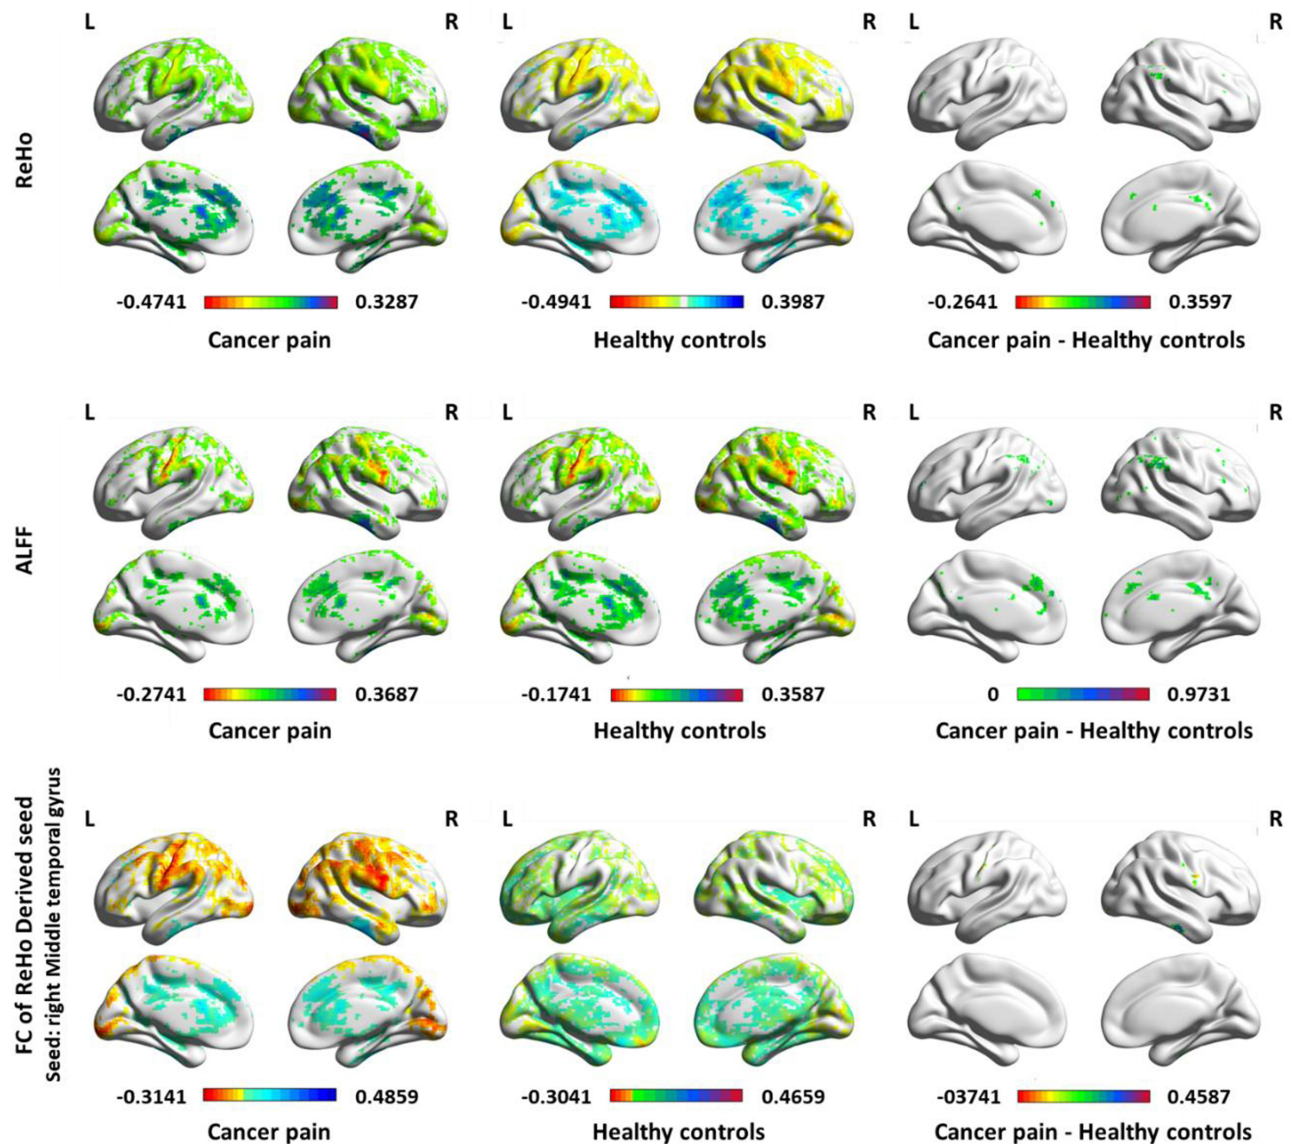 L R L R L R
ReHo
-0.4741 0.3287 -0.4941 0.3987 -0.2641 0.3597
Cancer pain Healthy controls Cancer pain - Healthy controls
L R L R L R
ALFF
-0.2741 0.3687 -0.1741 0.3587 0 0.9731
Cancer pain Healthy controls Cancer pain - Healthy controls
L R L R L R
FC of ReHo Derived seed
Seed: right Middle temporal gyrus
-0.3141 0.4859 -0.3041 0.4659 -03741 0.4587
Cancer pain Healthy controls Cancer pain - Healthy controls